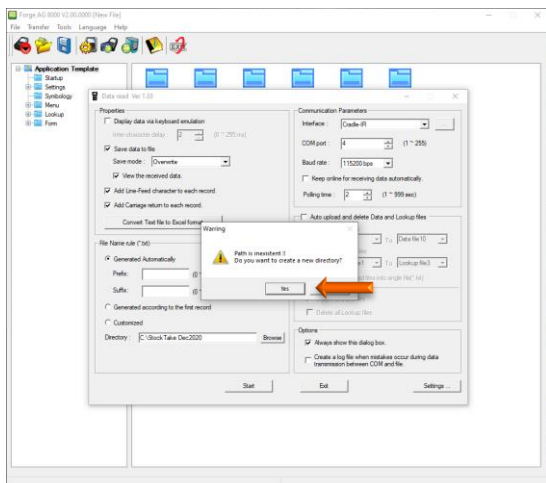 Forge AG 8000 V2.00.0000 [New File]
File Transfer Tools Language Help
Application Template
Startup
Settings
Symbology
Menu
Lookup
Form
Data read Ver 1.00
Properties
Display data via keyboard emulation
Inter-character delay : 2 (0 ~ 255 ms)
Save data to file
Save mode : Overwrite
View the received data.
Add Line-Feed character to each record.
Add Carriage return to each record.
Convert Text file to Excel format
File Name rule (*.txt)
Generated Automatically
Prefix:
Suffix:
Generated according to the first record
Customized
Directory : C:\Stock Take Dec2020 Browse
Communication Parameters
Interface : Cradle-IR
COM port : 4 (1 ~ 255)
Baud rate : 115200 bps
Keep online for receiving data automatically.
Polling time : 2 (1 ~ 999 sec)
Auto upload and delete Data and Lookup files
To Data file 10
To Lookup file3
Delete all Lookup files
Options
Always show this dialog box.
Create a log file when mistakes occur during data
transmission between COM and file.
Start Exit Settings ...
Warning
Path is inexistent !
Do you want to create a new directory?
Yes